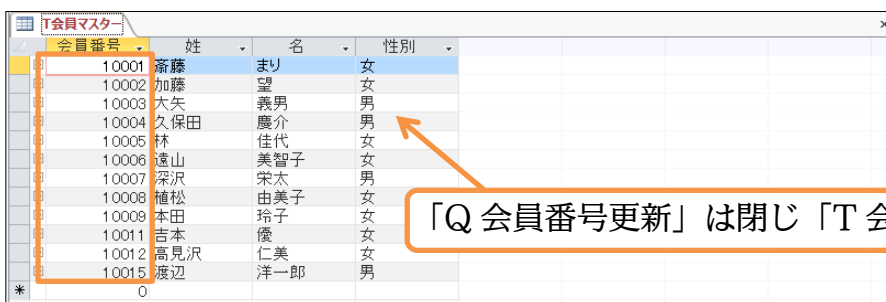 T会員マスター
会員番号 姓 名 性別
10001 斎藤 まり 女
10002 加藤 望 女
10003 大矢 義男 男
10004 久保田 慶介 男
10005 林 佳代 女
10006 遠山 美智子 女
10007 深沢 栄太 男
10008 植松 由美子 女
10009 本田 玲子 女
10011 吉本 優 女
10012 高見沢 仁美 女
10015 渡辺 洋一郎 男
* 0
「Q 会員番号更新」は閉じ「T 会